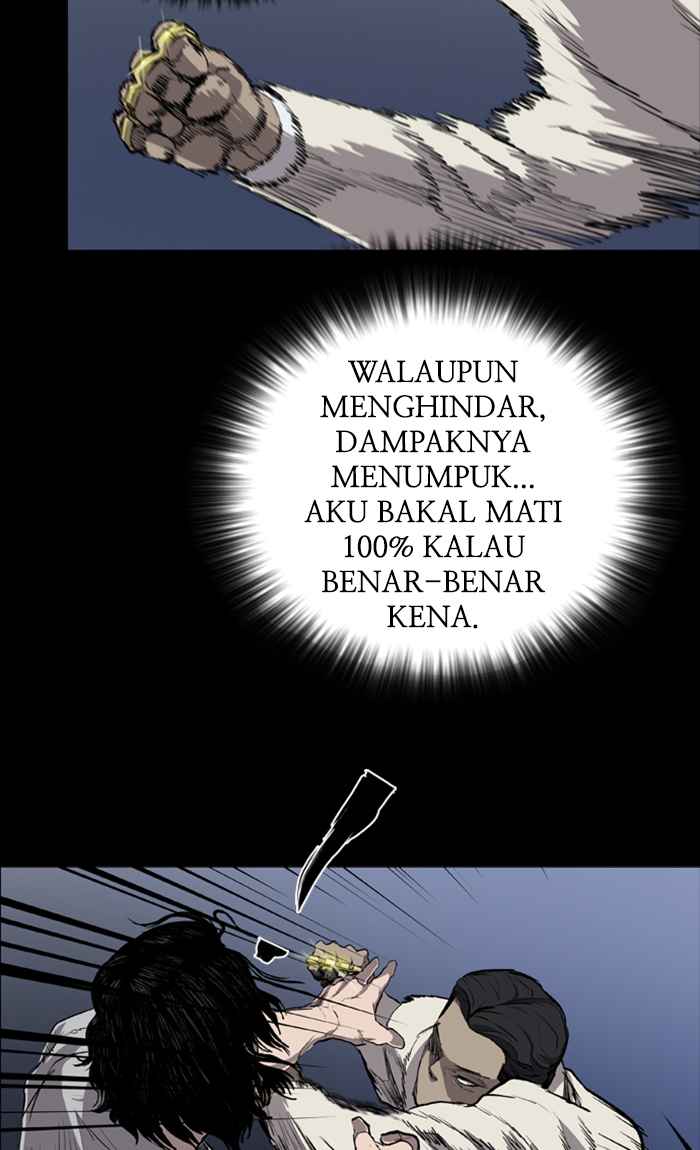 WALAUPUN
MENGHINDAR,
DAMPAKNYA
MENUMPUK...
AKU BAKAL MATI
100% KALAU
BENAR-BENAR
KENA.